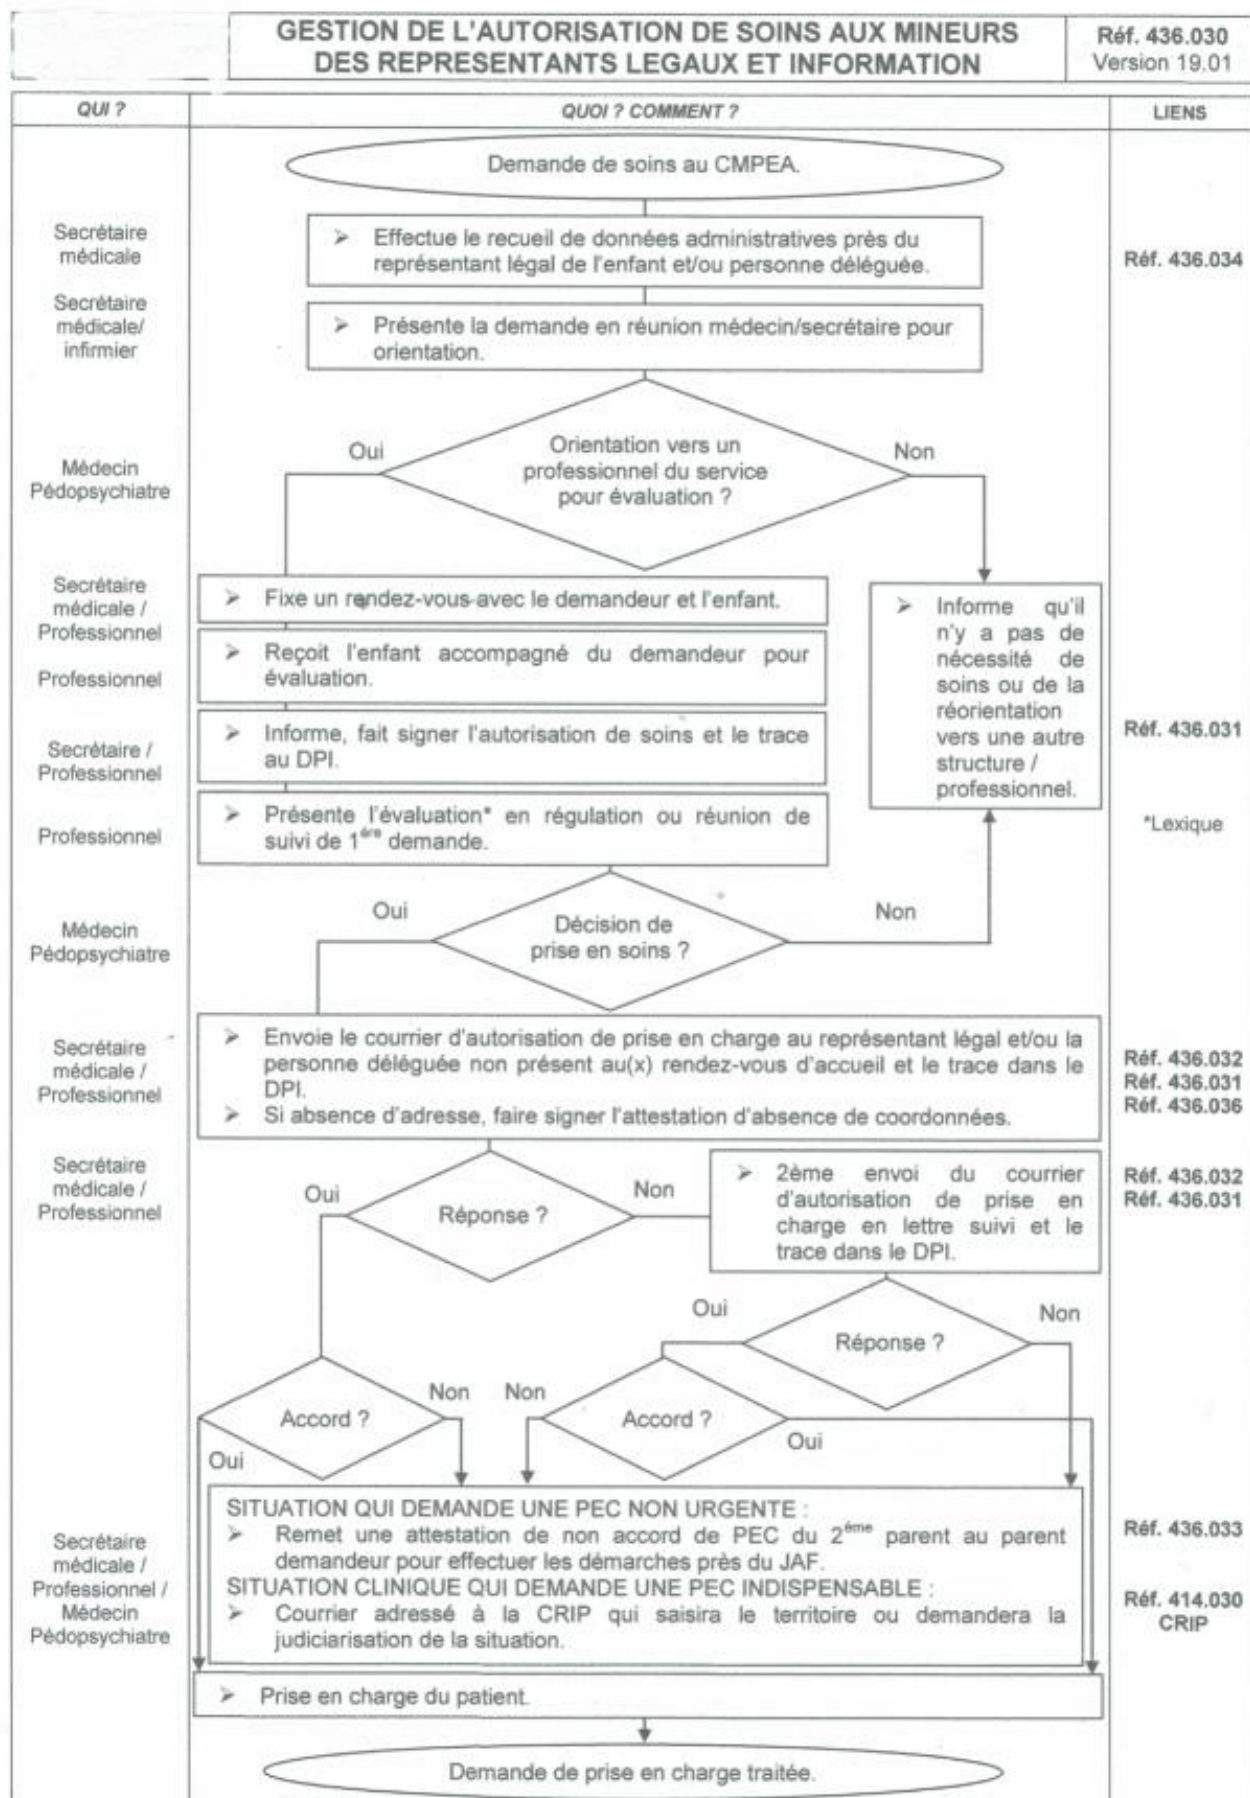 GESTION DE L'AUTORISATION DE SOINS AUX MINEURS
DES REPRESENTANTS LEGAUX ET INFORMATION
Réf. 436.030
Version 19.01
QUI ?
QUOI ? COMMENT ?
LIENS
Demande de soins au CMPEA.
Secrétaire
médicale
➢ Effectue le recueil de données administratives près du
représentant légal de l'enfant et/ou personne déléguée.
Réf. 436.034
Secrétaire
médicale/
infirmier
➢ Présente la demande en réunion médecin/secrétaire pour
orientation.
Médecin
Pédopsychiatre
Oui
Orientation vers un
professionnel du service
pour évaluation ?
Non
Secrétaire
médicale /
Professionnel
➢ Fixe un rendez-vous avec le demandeur et l'enfant.
Professionnel
➢ Reçoit l'enfant accompagné du demandeur pour
évaluation.
Secrétaire /
Professionnel
➢ Informe, fait signer l'autorisation de soins et le trace
au DPI.
Professionnel
➢ Présente l'évaluation* en régulation ou réunion de
suivi de 1ère demande.
➢ Informe qu'il
n'y a pas de
nécessité de
soins ou de la
réorientation
vers une autre
structure /
professionnel.
Réf. 436.031
*Lexique
Médecin
Pédopsychiatre
Oui
Décision de
prise en soins ?
Non
Secrétaire
médicale /
Professionnel
➢ Envoie le courrier d'autorisation de prise en charge au représentant légal et/ou la
personne déléguée non présent au(x) rendez-vous d'accueil et le trace dans le
DPI.
➢ Si absence d'adresse, faire signer l'attestation d'absence de coordonnées.
Réf. 436.032
Réf. 436.031
Réf. 436.036
Secrétaire
médicale /
Professionnel
Oui
Réponse ?
Non
➢ 2ème envoi du courrier
d'autorisation de prise en
charge en lettre suivi et le
trace dans le DPI.
Réf. 436.032
Réf. 436.031
Oui
Réponse ?
Non
Accord ?
Non
Oui
Non
Accord ?
Oui
Secrétaire
médicale /
Professionnel /
Médecin
Pédopsychiatre
SITUATION QUI DEMANDE UNE PEC NON URGENTE :
➢ Remet une attestation de non accord de PEC du 2ème parent au parent
demandeur pour effectuer les démarches près du JAF.
SITUATION CLINIQUE QUI DEMANDE UNE PEC INDISPENSABLE :
➢ Courrier adressé à la CRIP qui saisira le territoire ou demandera la
judiciarisation de la situation.
Réf. 436.033
Réf. 414.030
CRIP
➢ Prise en charge du patient.
Demande de prise en charge traitée.